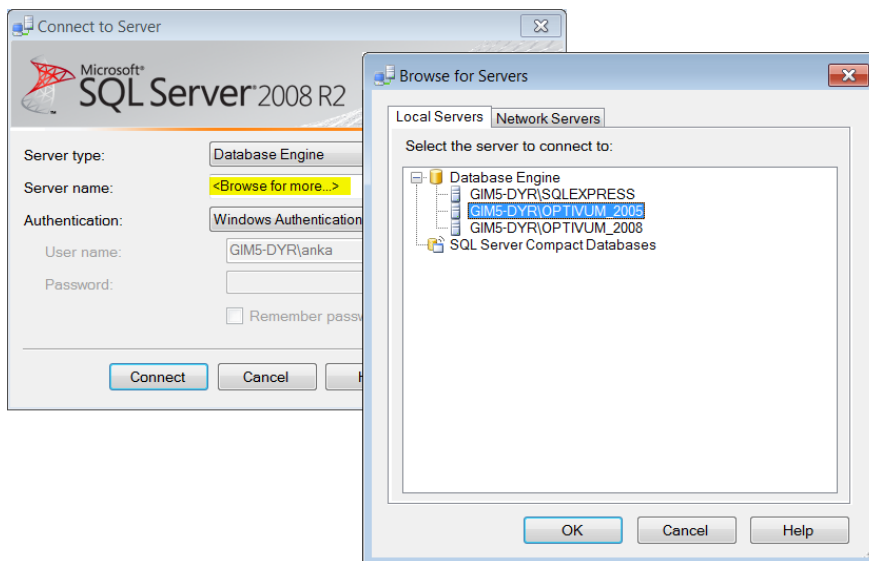 Connect to Server
Microsoft®
SQL Server® 2008 R2
Server type:
Database Engine
Server name:
<Browse for more...>
Authentication:
Windows Authentication
User name:
GIM5-DYR\anka
Password:
Remember
Connect
Cancel
Browse for Servers
Local Servers
Network Servers
Select the server to connect to:
Database Engine
GIM5-DYR\SQLEXPRESS
GIM5-DYR\OPTIVUM_2005
GIM5-DYR\OPTIVUM_2008
SQL Server Compact Databases
OK
Cancel
Help